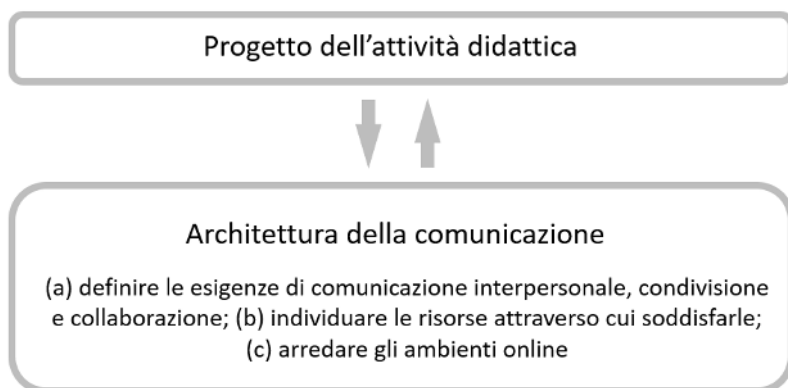 Progetto dell’attività didattica
Architettura della comunicazione
(a) definire le esigenze di comunicazione interpersonale, condivisione
e collaborazione; (b) individuare le risorse attraverso cui soddisfarle;
(c) arredare gli ambienti online